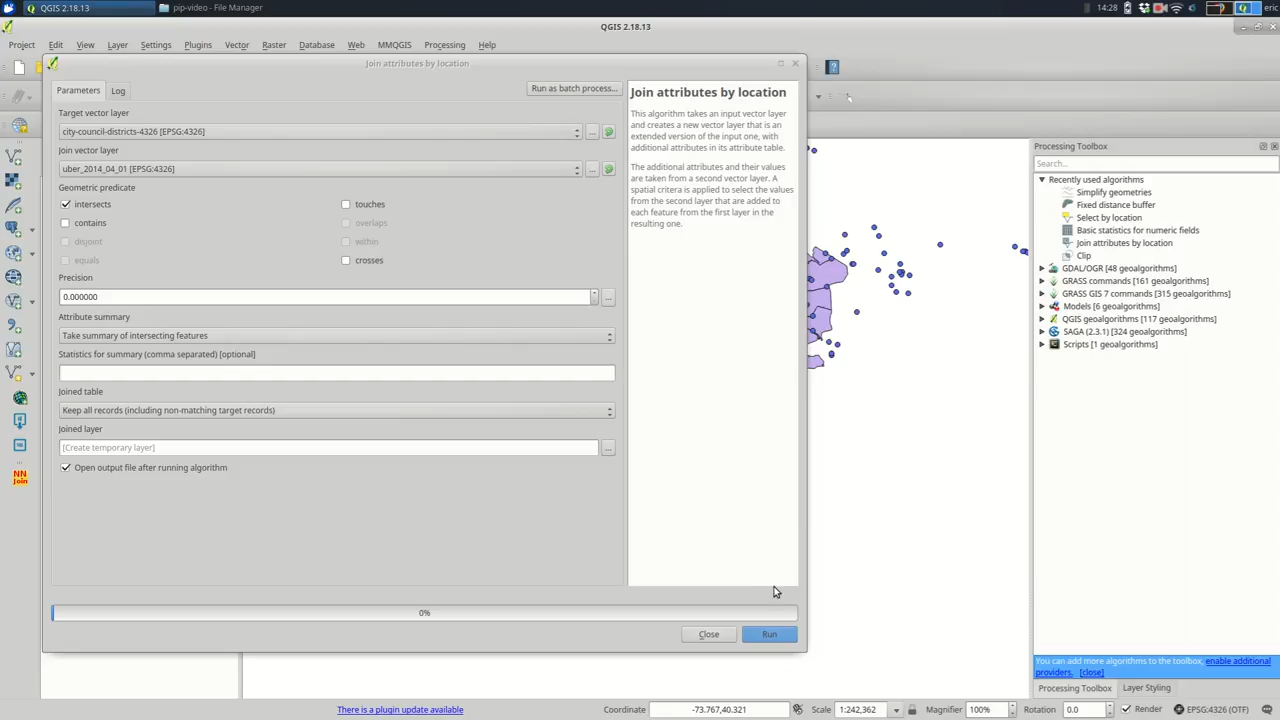 QGIS 2.18.13
pip-video - File Manager
14:28
eric
QGIS 2.18.13
Project Edit View Layer Settings Plugins Vector Raster Database Web MMQGIS Processing Help
Join attributes by location
Parameters
Log
Run as batch process...
Target vector layer
city-council-districts-4326 [EPSG:4326]
...
Join vector layer
uber_2014_04_01 [EPSG:4326]
...
Geometric predicate
intersects
touches
contains
overlaps
disjoint
within
equals
crosses
Precision
0.000000
...
Attribute summary
Take summary of intersecting features
Statistics for summary (comma separated) [optional]
Joined table
Keep all records (including non-matching target records)
Joined layer
[Create temporary layer]
...
Open output file after running algorithm
Join attributes by location
This algorithm takes an input vector layer
and creates a new vector layer that is an
extended version of the input one, with
additional attributes in its attribute table.
The additional attributes and their values
are taken from a second vector layer. A
spatial criteria is applied to select the values
from the second layer that are added to
each feature from the first layer in the
resulting one.
0%
Close
Run
NN
Join
Processing Toolbox
Search...
Recently used algorithms
Simplify geometries
Fixed distance buffer
Select by location
Basic statistics for numeric fields
Join attributes by location
Clip
GDAL/OGR [48 geoalgorithms]
GRASS commands [161 geoalgorithms]
GRASS GIS 7 commands [315 geoalgorithms]
Models [6 geoalgorithms]
QGIS geoalgorithms [117 geoalgorithms]
SAGA (2.3.1) [324 geoalgorithms]
Scripts [1 geoalgorithms]
You can add more algorithms to the toolbox, enable additional
providers. [close]
Processing Toolbox
Layer Styling
There is a plugin update available
Coordinate
-73.767,40.321
Scale
1:242,362
Magnifier
100%
Rotation
0.0
Render
EPSG:4326 (OTF)